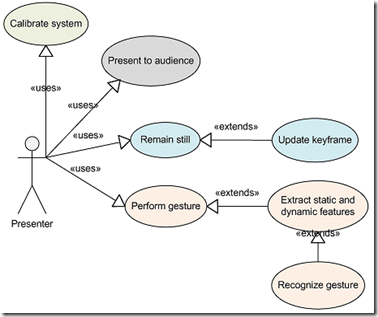 Calibrate system
Present to audience
«uses»
«uses»
«uses»
Remain still
«extends»
Update keyframe
«uses»
Perform gesture
«extends»
Extract static and
dynamic features
Presenter
«extends»
Recognize gesture